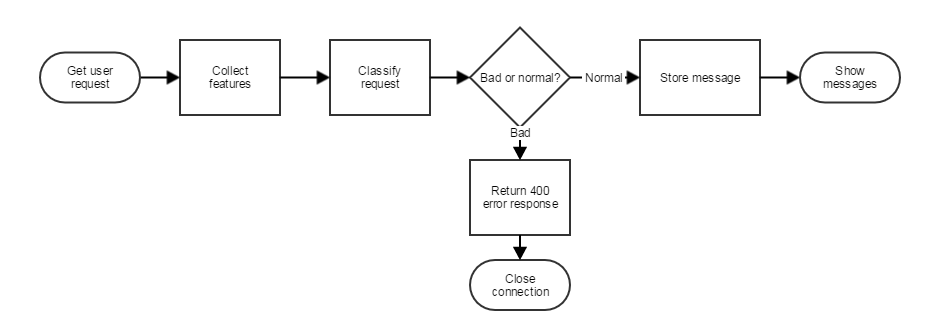 Get user
request
Collect
features
Classify
request
Bad or normal?
Normal
Store message
Show
messages
Bad
Return 400
error response
Close
connection